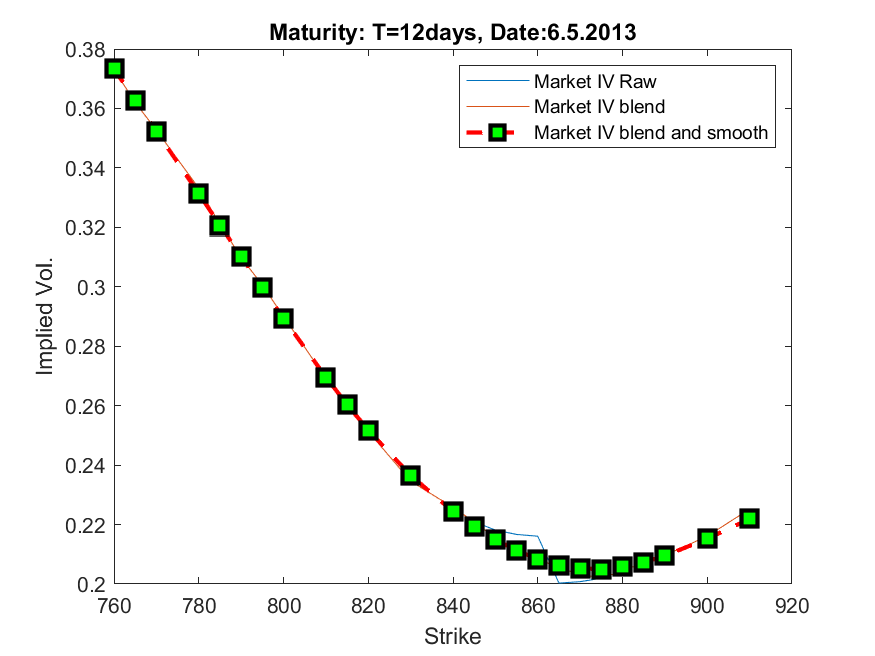 Maturity: T=12days, Date:6.5.2013
0.38
0.36
0.34
0.32
0.3
0.28
0.26
0.24
0.22
0.2
Implied Vol.
Market IV Raw
Market IV blend
Market IV blend and smooth
760 780 800 820 840 860 880 900 920
Strike